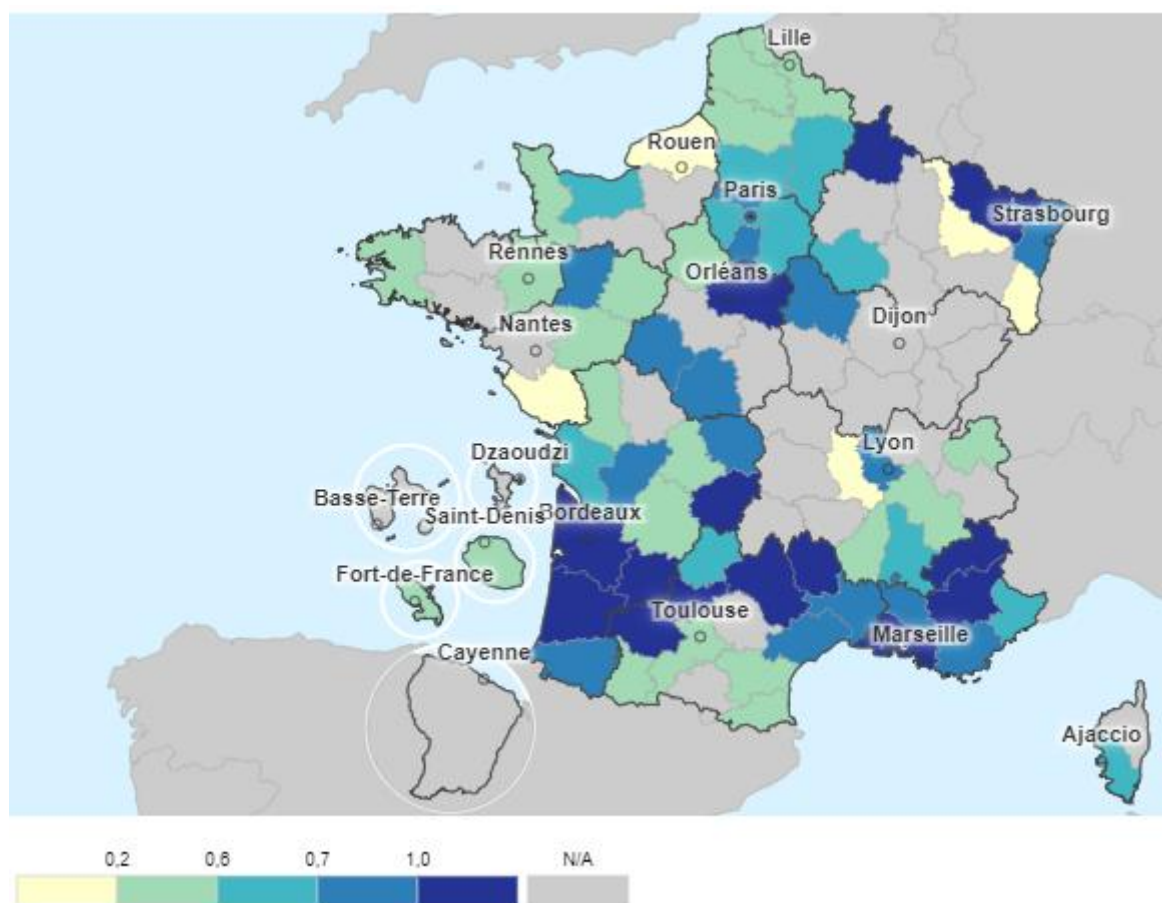 Lille
Rouen
Paris
Strasbourg
Rennes
Orléans
Nantes
Dijon
Dzaoudzi
Lyon
Basse-Terre
Saint-Denis
Bordeaux
Fort-de-France
Toulouse
Marseille
Cayenne
Ajaccio
0,2 0,6 0,7 1,0 N/A